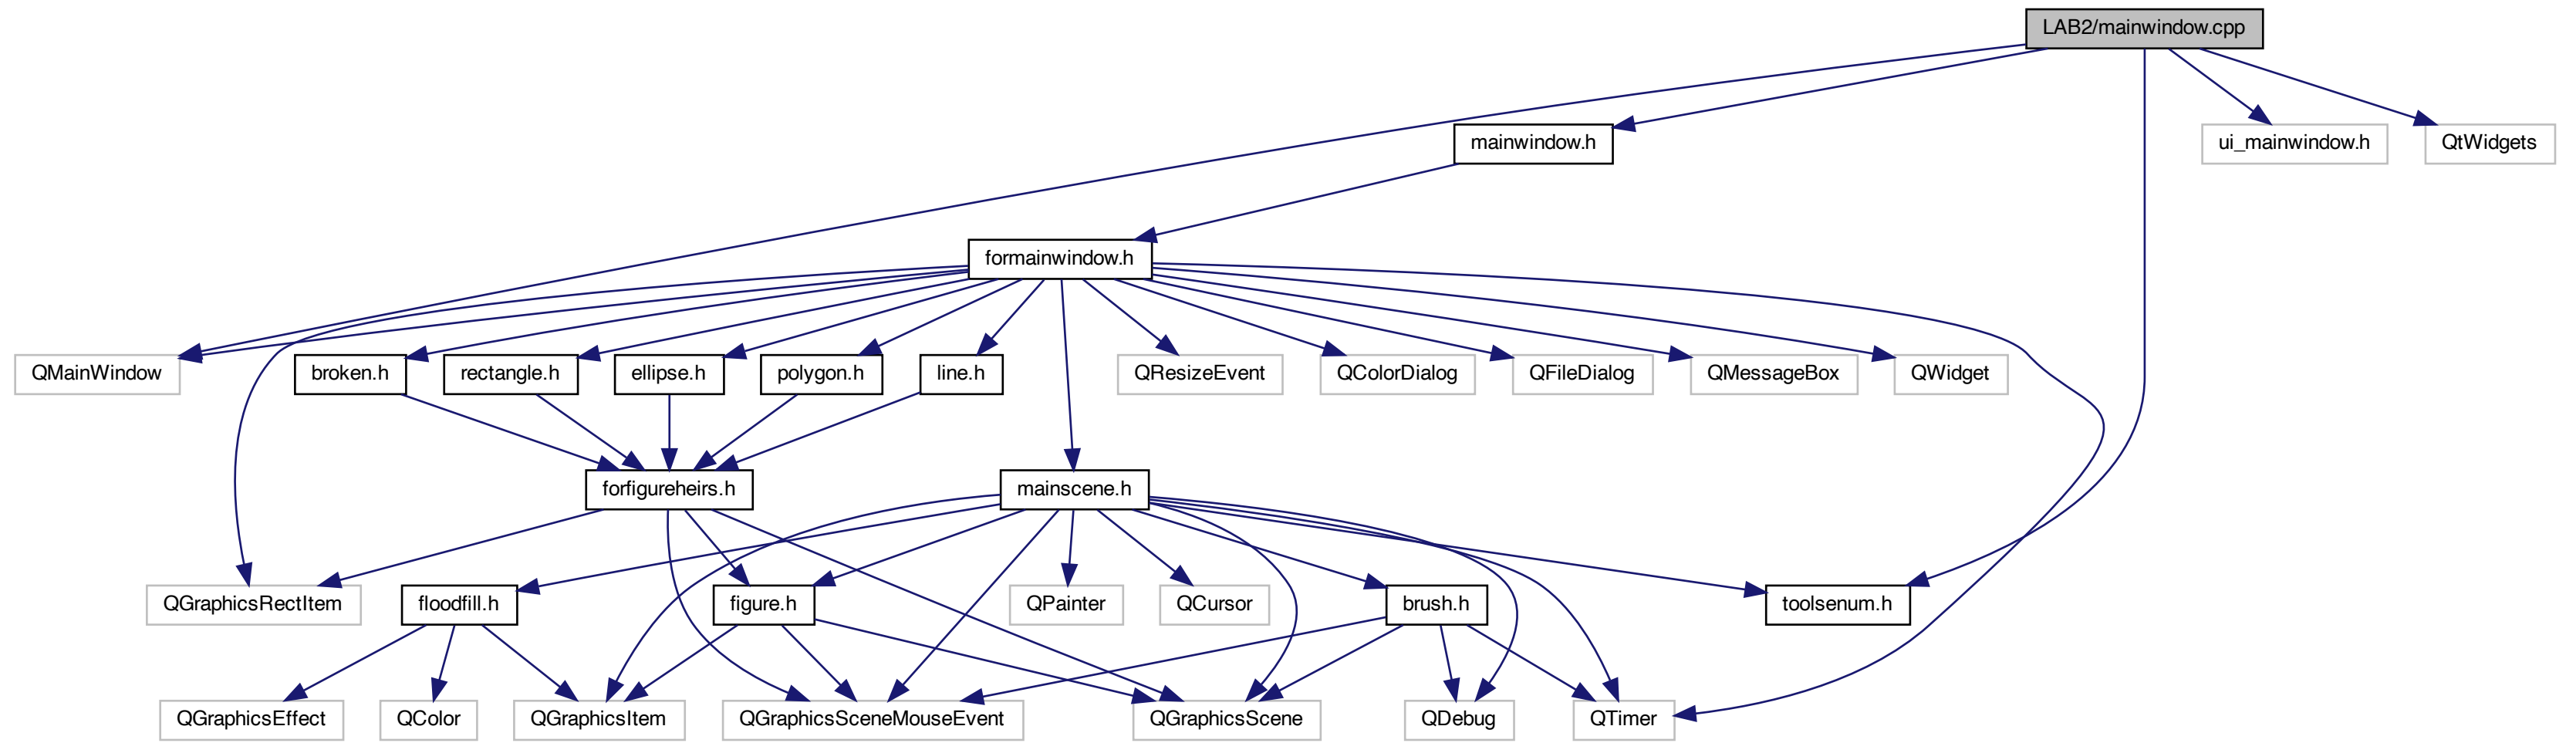 LAB2/mainwindow.cpp
mainwindow.h
ui_mainwindow.h
QtWidgets
formainwindow.h
QMainWindow
broken.h
rectangle.h
ellipse.h
polygon.h
line.h
QResizeEvent
QColorDialog
QFileDialog
QMessageBox
QWidget
forfigureheirs.h
mainscene.h
QGraphicsRectItem
floodfill.h
figure.h
QPainter
QCursor
brush.h
toolsenum.h
QGraphicsEffect
QColor
QGraphicsItem
QGraphicsSceneMouseEvent
QGraphicsScene
QDebug
QTimer